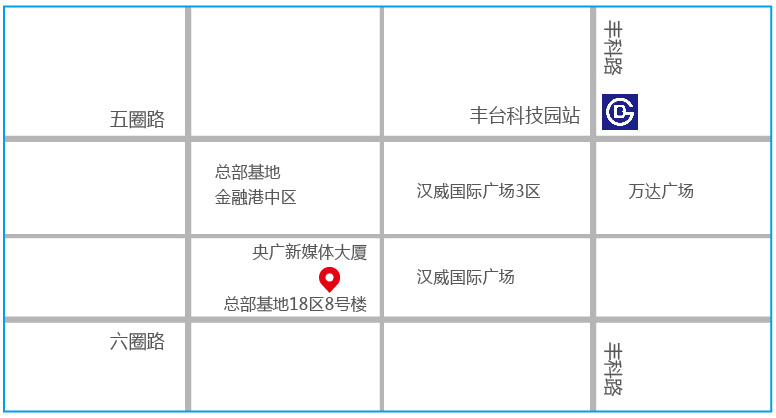 丰科路
五圈路
丰台科技园站
总部基地
金融港中区
汉威国际广场3区
万达广场
央广新媒体大厦
汉威国际广场
总部基地18区8号楼
六圈路
丰科路